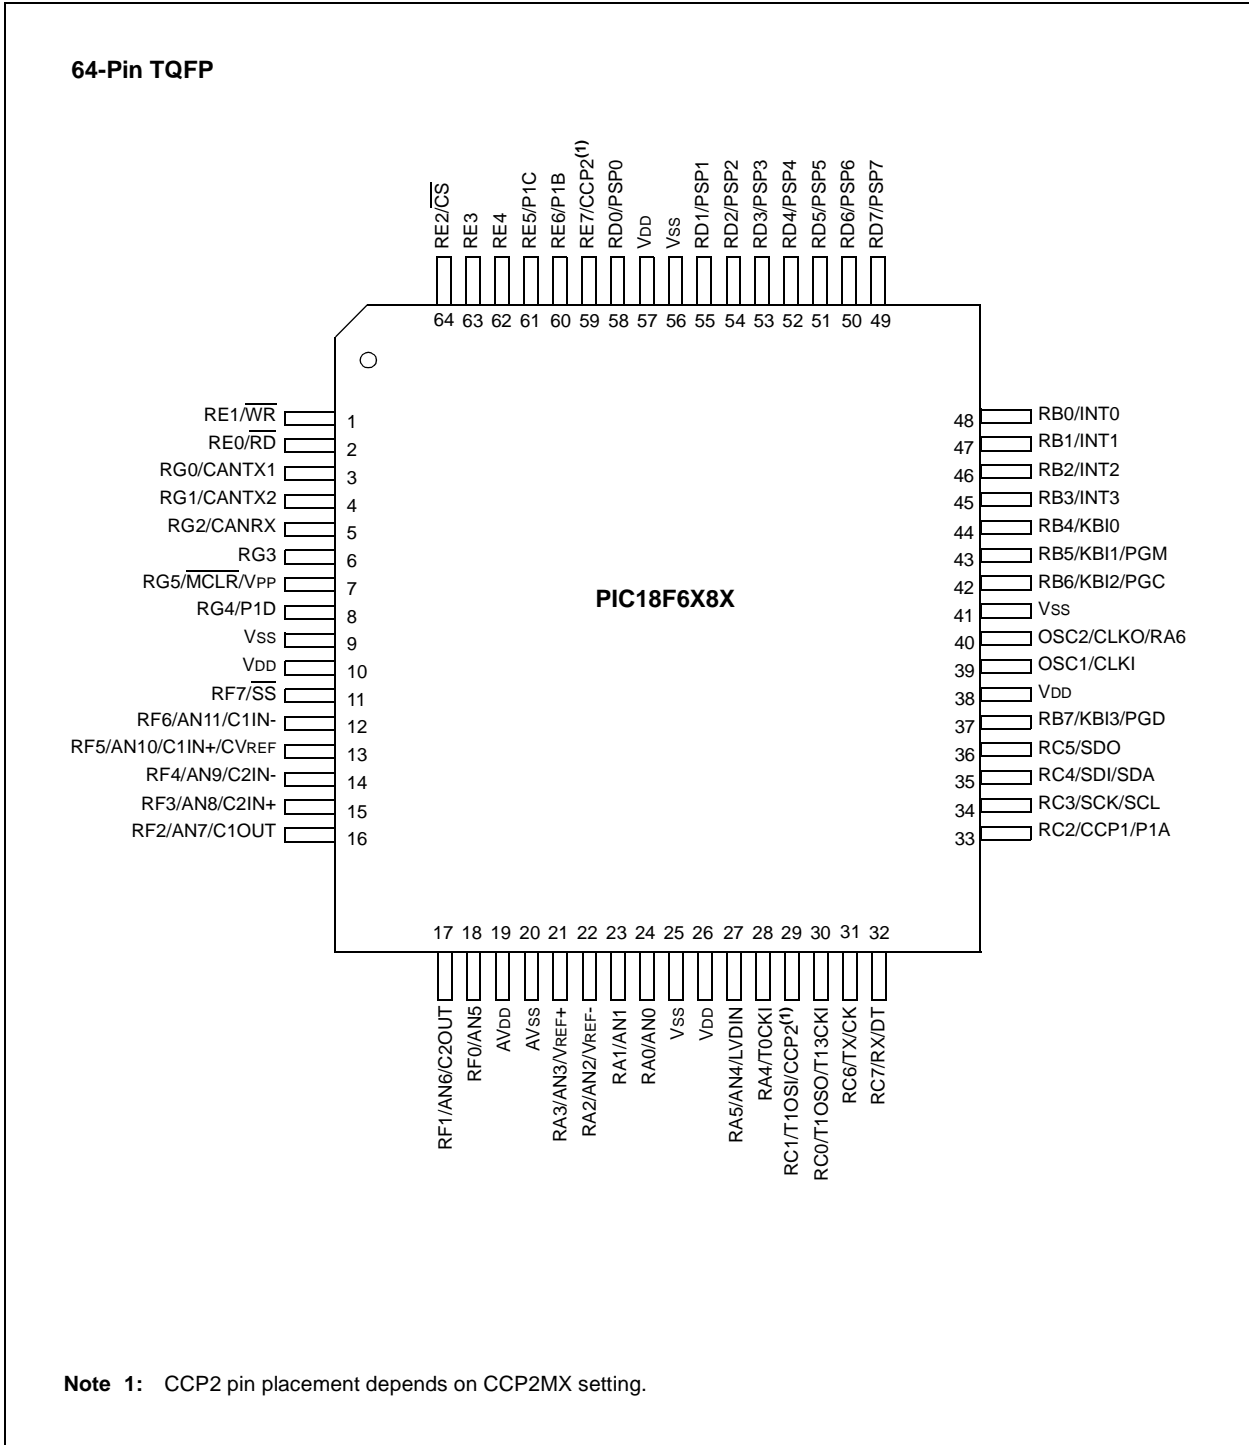 64-Pin TQFP
RE2/CS
RE3
RE4
RE5/P1C
RE6/P1B
RE7/CCP2(1)
RD0/PSP0
VDD
VSS
RD1/PSP1
RD2/PSP2
RD3/PSP3
RD4/PSP4
RD5/PSP5
RD6/PSP6
RD7/PSP7
64 63 62 61 60 59 58 57 56 55 54 53 52 51 50 49
RE1/WR 1
RE0/RD 2
RG0/CANTX1 3
RG1/CANTX2 4
RG2/CANRX 5
RG3 6
RG5/MCLR/VPP 7
RG4/P1D 8
VSS 9
VDD 10
RF7/SS 11
RF6/AN11/C1IN- 12
RF5/AN10/C1IN+/CVREF 13
RF4/AN9/C2IN- 14
RF3/AN8/C2IN+ 15
RF2/AN7/C1OUT 16
PIC18F6X8X
48 RB0/INT0
47 RB1/INT1
46 RB2/INT2
45 RB3/INT3
44 RB4/KBI0
43 RB5/KBI1/PGM
42 RB6/KBI2/PGC
41 VSS
40 OSC2/CLKO/RA6
39 OSC1/CLKI
38 VDD
37 RB7/KBI3/PGD
36 RC5/SDO
35 RC4/SDI/SDA
34 RC3/SCK/SCL
33 RC2/CCP1/P1A
17 18 19 20 21 22 23 24 25 26 27 28 29 30 31 32
RF1/AN6/C2OUT
RF0/AN5
AVDD
AVSS
RA3/AN3/VREF+
RA2/AN2/VREF-
RA1/AN1
RA0/AN0
VSS
VDD
RA5/AN4/LVDIN
RA4/T0CKI
RC1/T1OSI/CCP2(1)
RC0/T1OSO/T13CKI
RC6/TX/CK
RC7/RX/DT
Note 1: CCP2 pin placement depends on CCP2MX setting.